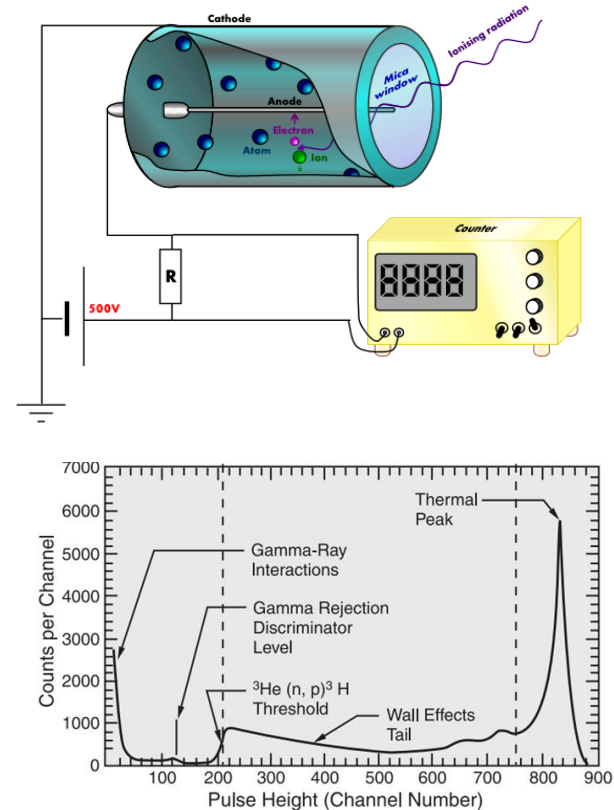 Cathode
Ionising radiation
Mica
window
Anode
Electron
Atom
Ion
Counter
8888
R
500V
7000
6000
5000
4000
3000
2000
1000
0
Counts per Channel
Thermal
Peak
Gamma-Ray
Interactions
Gamma Rejection
Discriminator
Level
³He (n, p)³ H
Threshold
Wall Effects
Tail
100 200 300 400 500 600 700 800 900
Pulse Height (Channel Number)